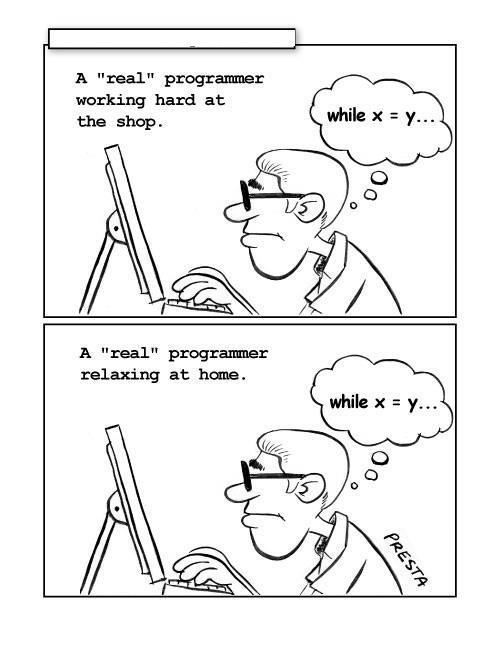 A "real" programmer
working hard at
the shop.
while x = y...
A "real" programmer
relaxing at home.
while x = y...
PRESTA